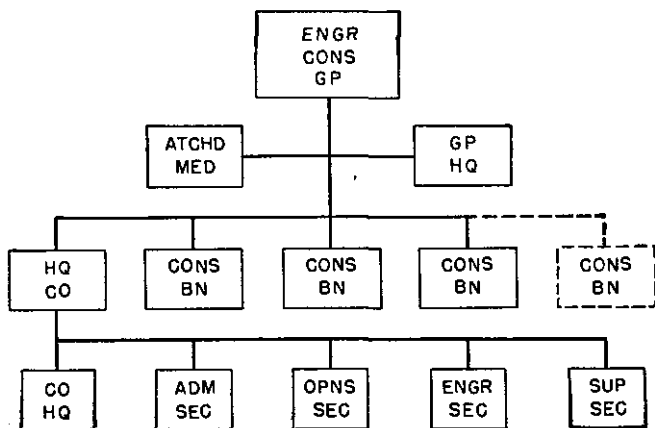 ENGR
CONS
GP
ATCHD
MED
GP
HQ
HQ
CO
CONS
BN
CONS
BN
CONS
BN
CONS
BN
CO
HQ
ADM
SEC
OPNS
SEC
ENGR
SEC
SUP
SEC